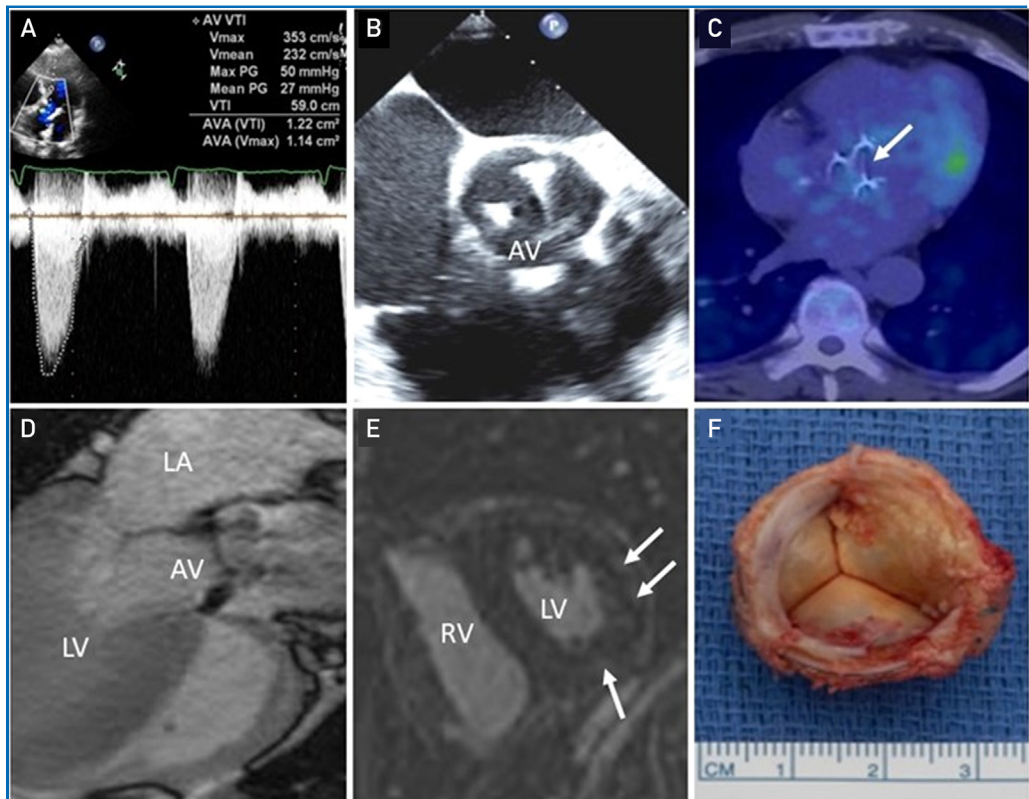 A
AV VTI
Vmax 353 cm/s
Vmean 232 cm/s
Max PG 50 mmHg
Mean PG 27 mmHg
VTI 59.0 cm
AVA (VTI) 1.22 cm²
AVA (Vmax) 1.14 cm²
P
B
P
AV
C
D
LA
AV
LV
E
RV
LV
F
CM 1 2 3